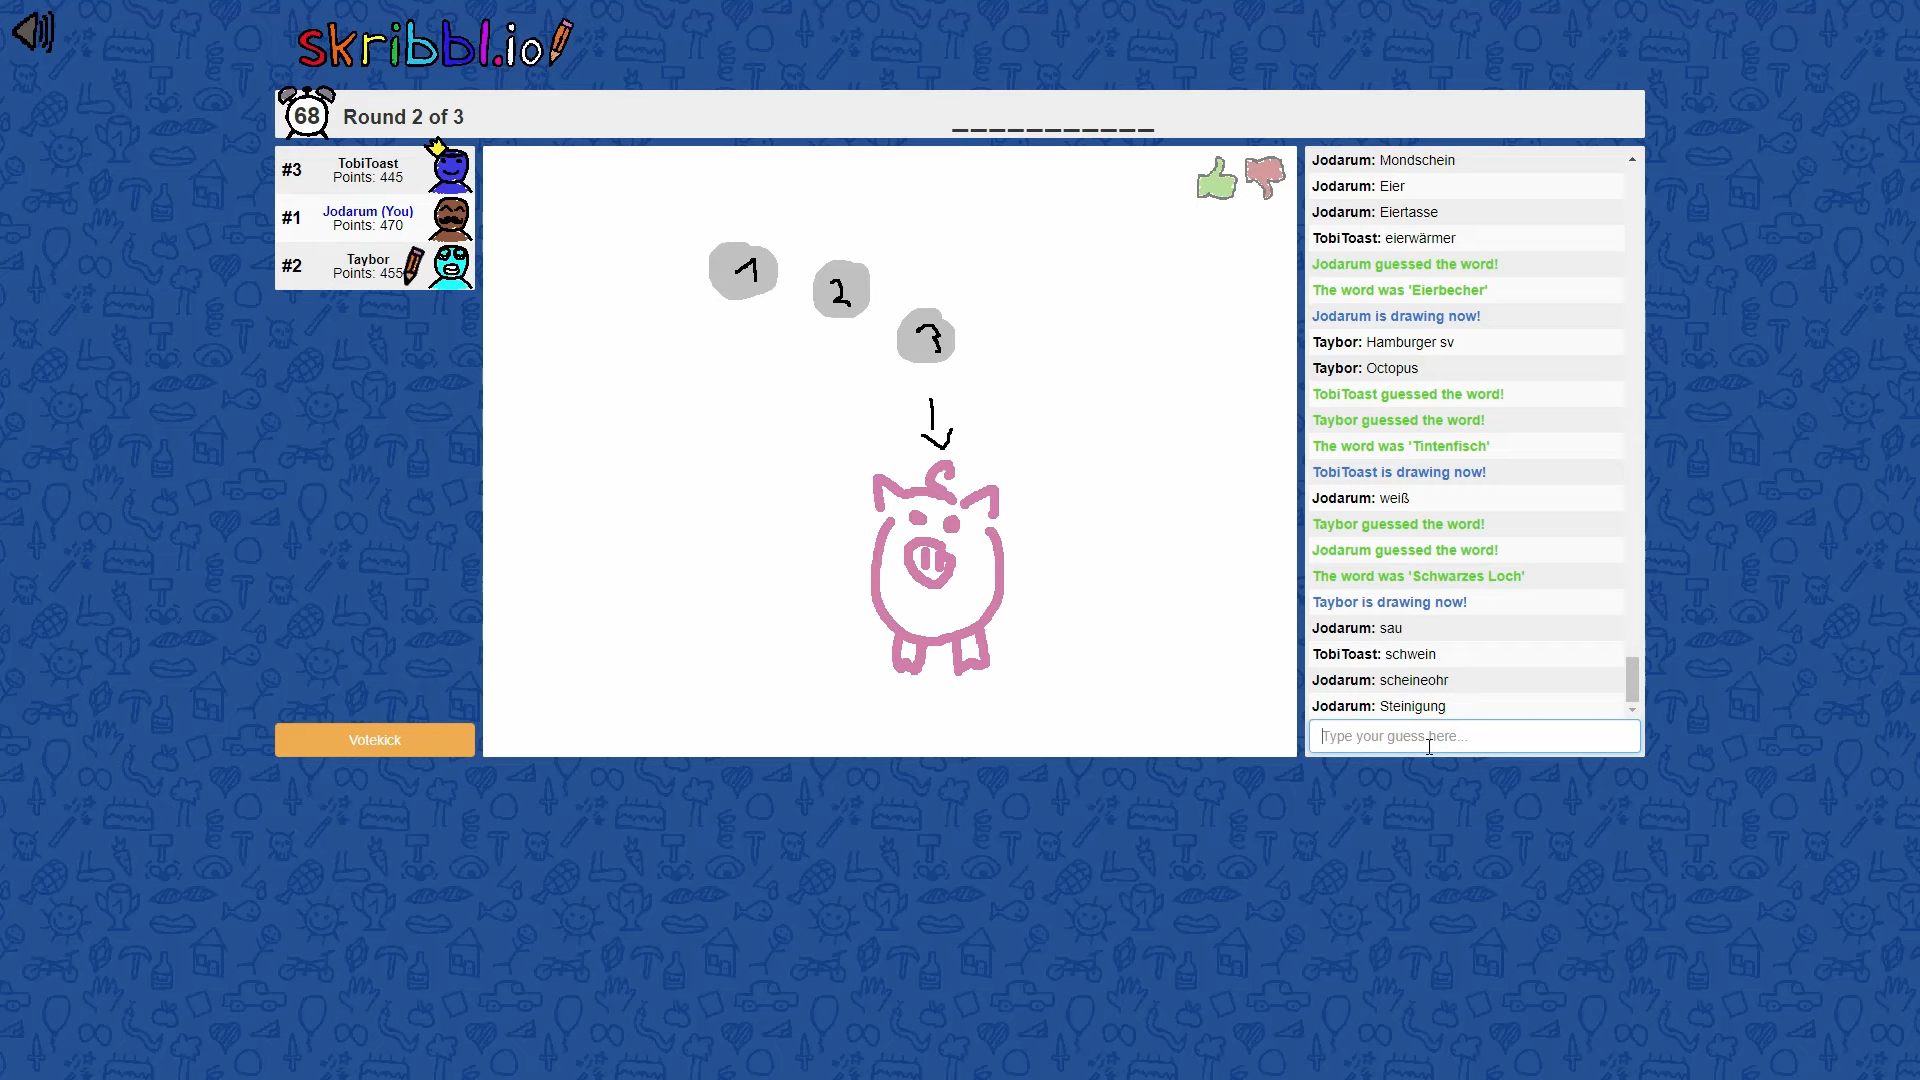 skribbl.io
68
Round 2 of 3
___________
#3
TobiToast
Points: 445
#1
Jodarum (You)
Points: 470
#2
Taybor
Points: 455
Votekick
1
2
3
Jodarum: Mondschein
Jodarum: Eier
Jodarum: Eiertasse
TobiToast: eierwärmer
Jodarum guessed the word!
The word was 'Eierbecher'
Jodarum is drawing now!
Taybor: Hamburger sv
Taybor: Octopus
TobiToast guessed the word!
Taybor guessed the word!
The word was 'Tintenfisch'
TobiToast is drawing now!
Jodarum: weiß
Taybor guessed the word!
Jodarum guessed the word!
The word was 'Schwarzes Loch'
Taybor is drawing now!
Jodarum: sau
TobiToast: schwein
Jodarum: scheineohr
Jodarum: Steinigung
Type your guess here...